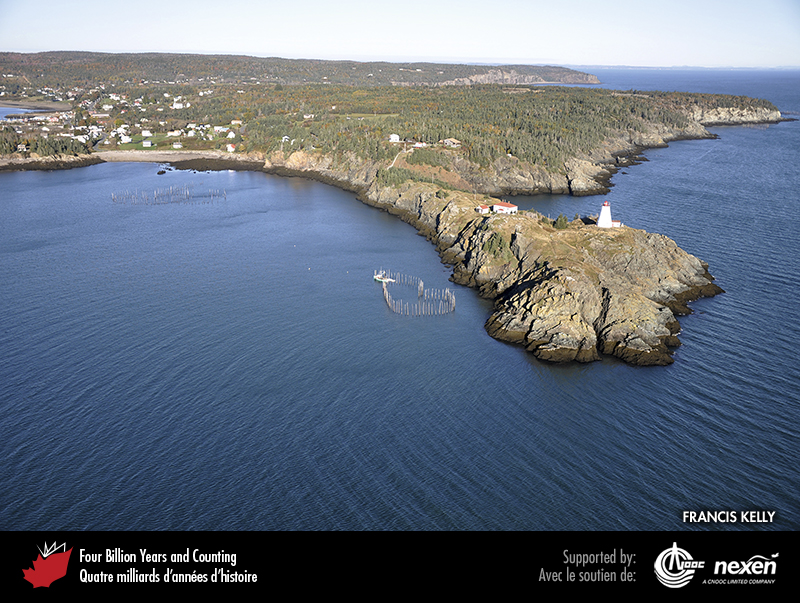 FRANCIS KELLY
Four Billion Years and Counting
Quatre milliards d'années d'histoire
Supported by:
Avec le soutien de:
CNOOC
nexen
A CNOOC LIMITED COMPANY